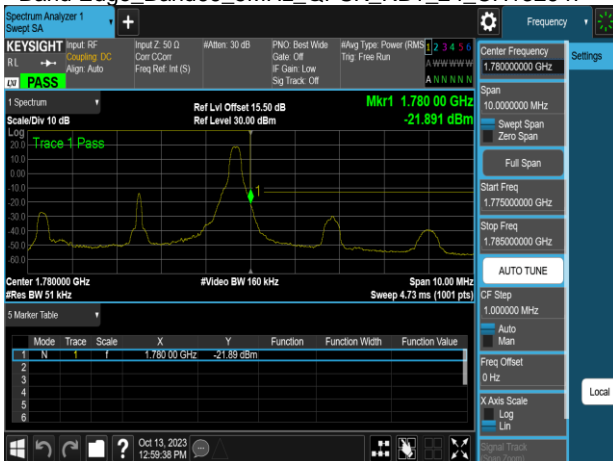 Spectrum Analyzer 1
Swept SA
+
Frequency
KEYSIGHT Input: RF
RL
Coupling: DC
Align: Auto
Input Z: 50 Ω
Corr CCorr
Freq Ref: Int (S)
#Atten: 30 dB
PNO: Best Wide
Gate: Off
IF Gain: Low
Sig Track: Off
#Avg Type: Power (RMS
Trig: Free Run
1 2 3 4 5 6
A W W W W W
A N N N N N
LXI PASS
Center Frequency
1.780000000 GHz
Settings
Span
10.0000000 MHz
Swept Span
Zero Span
Full Span
Start Freq
1.775000000 GHz
Stop Freq
1.785000000 GHz
AUTO TUNE
CF Step
1.000000 MHz
Auto
Man
Freq Offset
0 Hz
X Axis Scale
Log
Lin
Signal Track
(Span Zoom)
Local
1 Spectrum
Scale/Div 10 dB
Ref Lvl Offset 15.50 dB
Ref Level 30.00 dBm
Mkr1 1.780 00 GHz
-21.891 dBm
Log
Trace 1 Pass
20.0
10.0
0.00
-10.0
-20.0
-30.0
-40.0
-50.0
-60.0
1
Center 1.780000 GHz
#Res BW 51 kHz
#Video BW 160 kHz
Span 10.00 MHz
Sweep 4.73 ms (1001 pts)
5 Marker Table
Mode Trace Scale X Y Function Function Width Function Value
1 N 1 f 1.780 00 GHz -21.89 dBm
2
3
4
5
6
?
Oct 13, 2023
12:59:38 PM